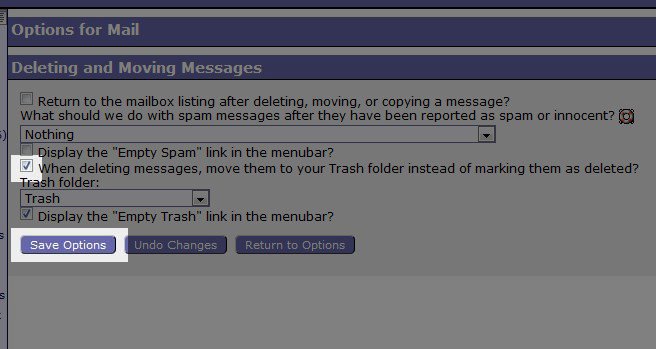 Options for Mail
Deleting and Moving Messages
Return to the mailbox listing after deleting, moving, or copying a message?
What should we do with spam messages after they have been reported as spam or innocent?
Nothing
Display the "Empty Spam" link in the menubar?
When deleting messages, move them to your Trash folder instead of marking them as deleted?
Trash folder:
Trash
Display the "Empty Trash" link in the menubar?
Save Options Undo Changes Return to Options